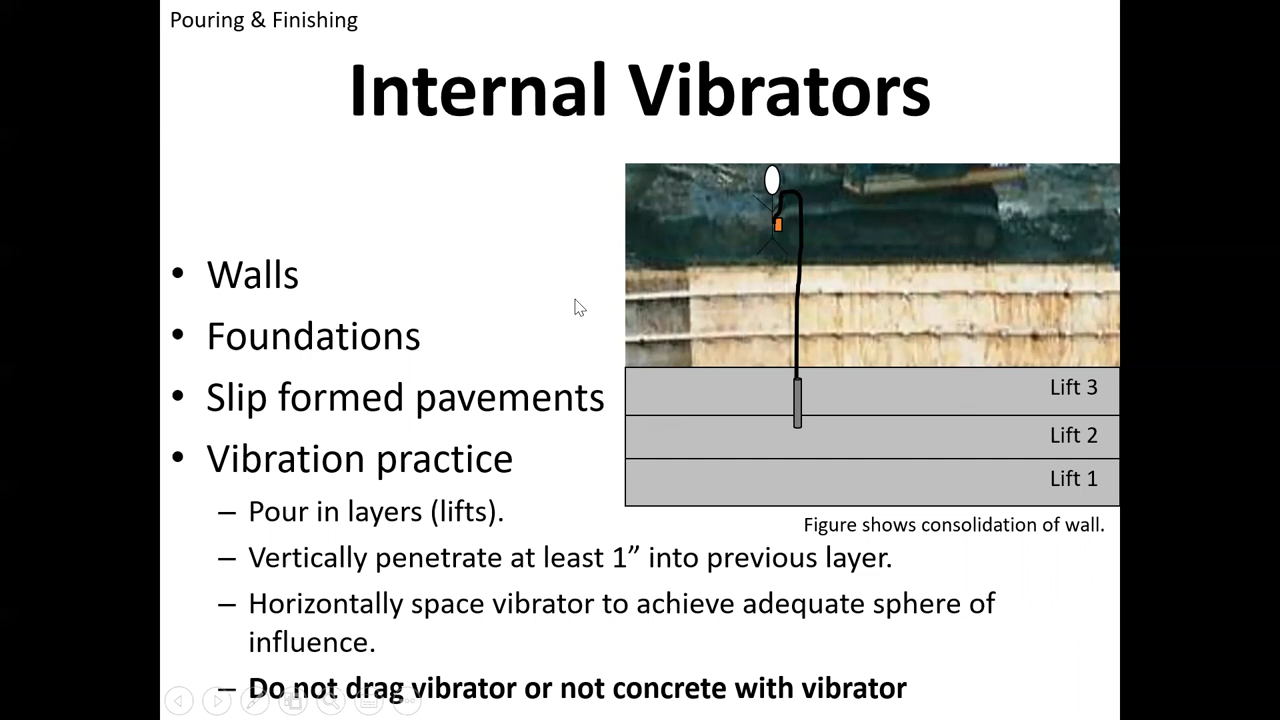 Pouring & Finishing
Internal Vibrators
• Walls
• Foundations
• Slip formed pavements
• Vibration practice
– Pour in layers (lifts).
– Vertically penetrate at least 1” into previous layer.
– Horizontally space vibrator to achieve adequate sphere of
influence.
– Do not drag vibrator or not concrete with vibrator
Lift 3
Lift 2
Lift 1
Figure shows consolidation of wall.